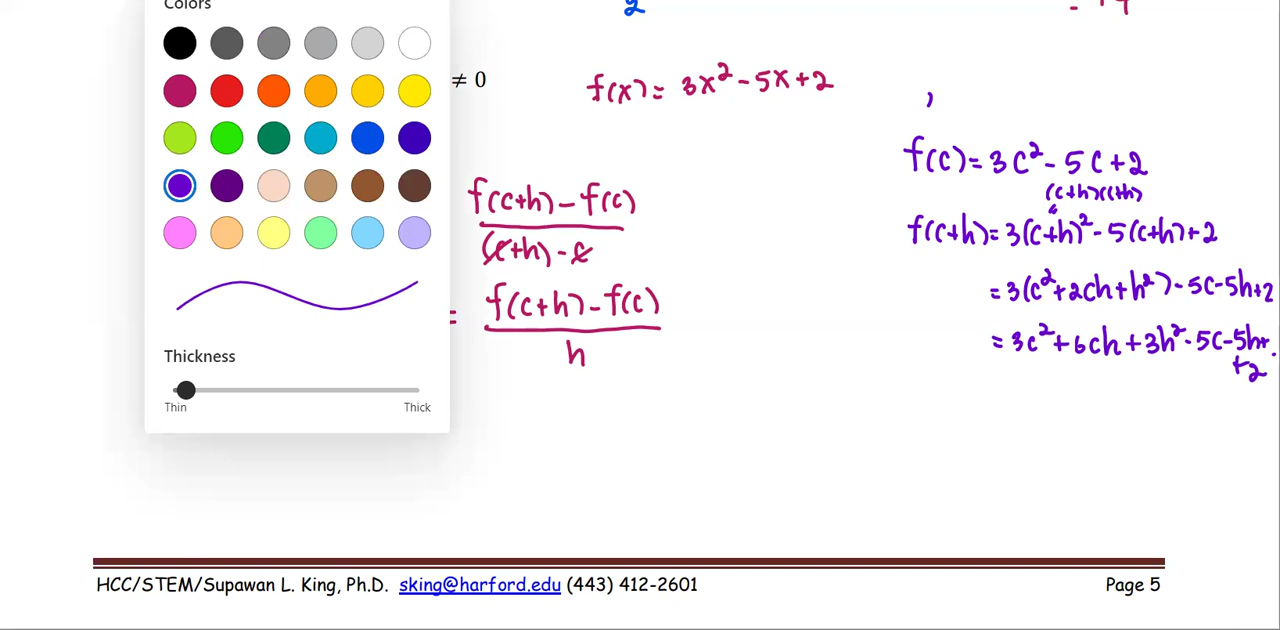 Colors
≠ 0
f(x) = 3x² - 5x + 2
f(c) = 3c² - 5c + 2
(c+h)(c+h)
f(c+h) - f(c)
(c+h) - c
f(c+h) = 3(c+h)² - 5(c+h) + 2
= 3(c² + 2ch + h²) - 5c - 5h + 2
= f(c+h) - f(c)
h
= 3c² + 6ch + 3h² - 5c - 5h +
+ 2
Thickness
Thin Thick
HCC/STEM/Supawan L. King, Ph.D. sking@harford.edu (443) 412-2601 Page 5